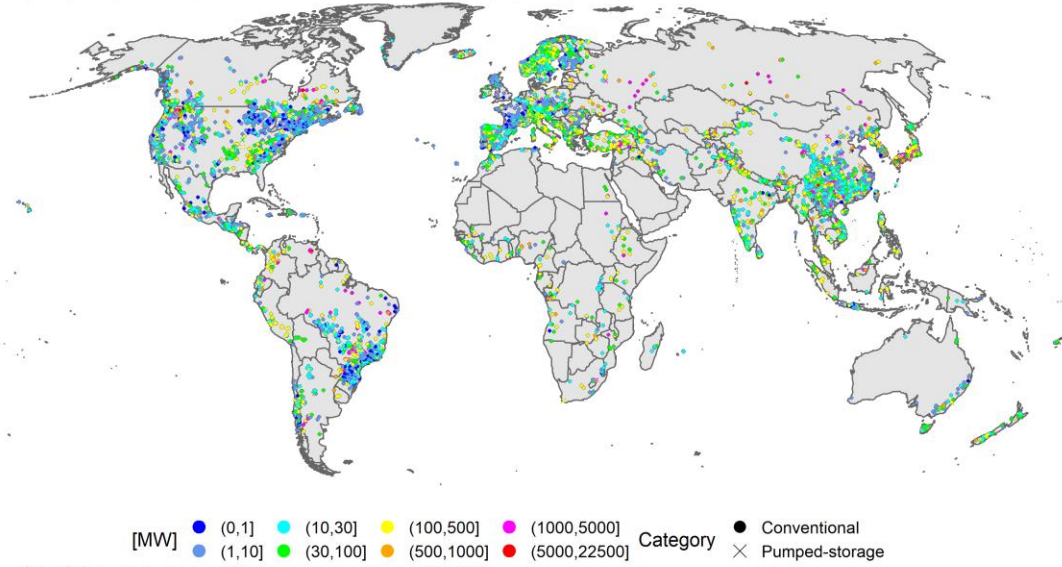 [MW] (0,1] (10,30] (100,500] (1000,5000] Category Conventional
(1,10] (30,100] (500,1000] (5000,22500] Pumped-storage